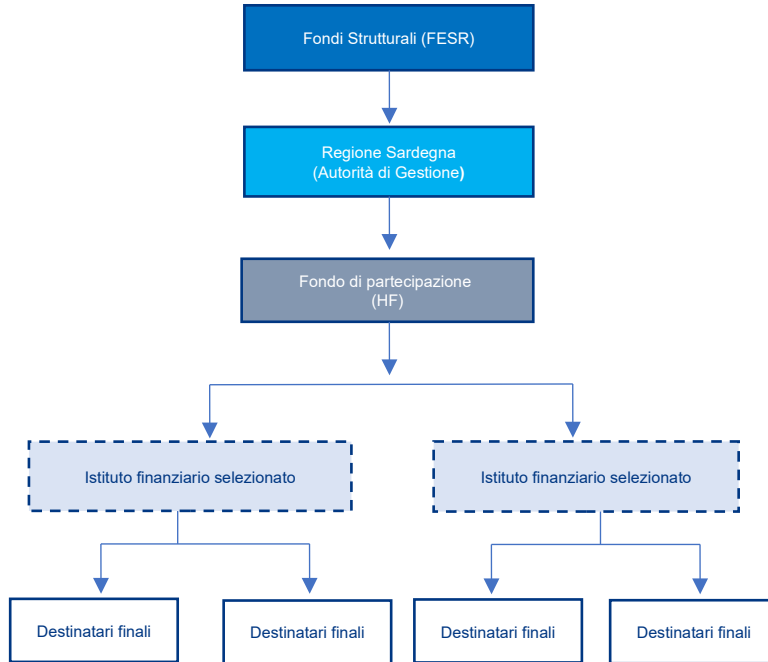 Fondi Strutturali (FESR)
Regione Sardegna
(Autorità di Gestione)
Fondo di partecipazione
(HF)
Istituto finanziario selezionato
Istituto finanziario selezionato
Destinatari finali
Destinatari finali
Destinatari finali
Destinatari finali